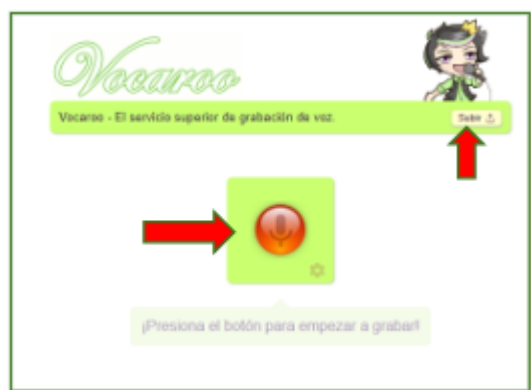 Vocaroo
Vocaroo - El servicio superior de grabación de voz.
Subir
¡Presiona el botón para empezar a grabar!